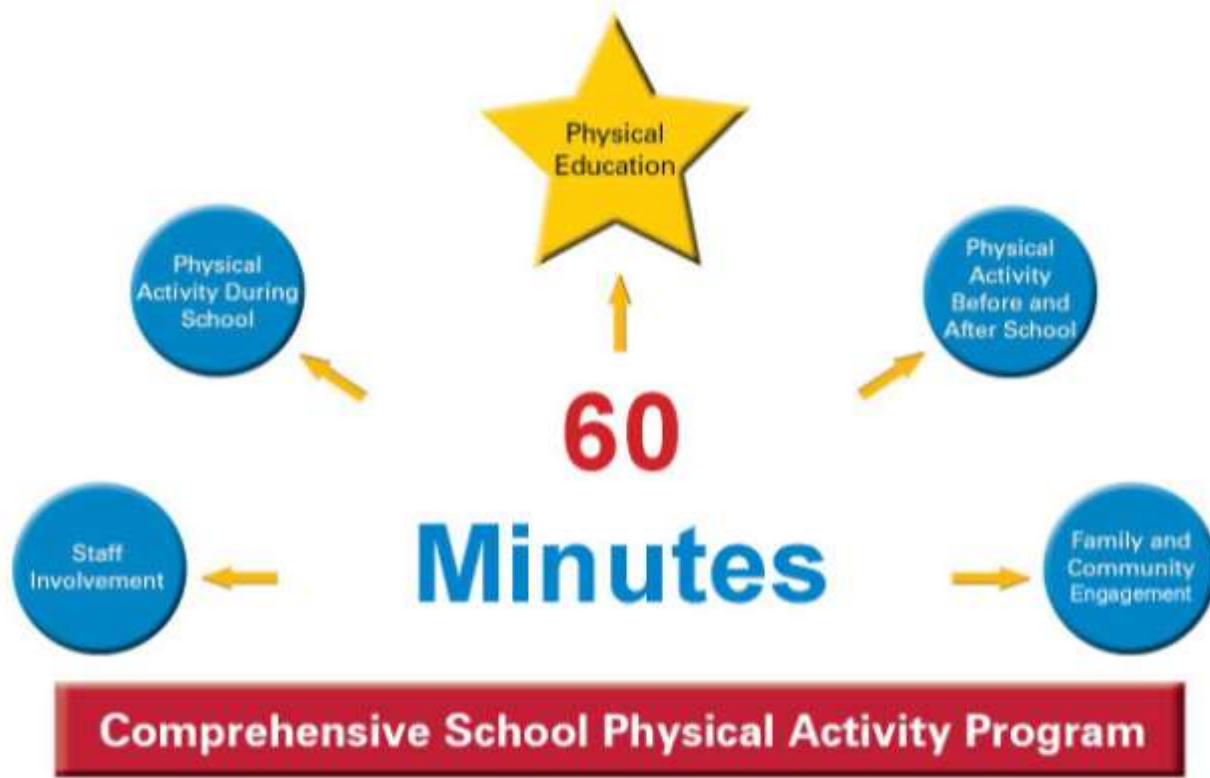 Physical
Education
Physical
Activity During
School
Physical
Activity
Before and
After School
60
Minutes
Staff
Involvement
Family and
Community
Engagement
Comprehensive School Physical Activity Program